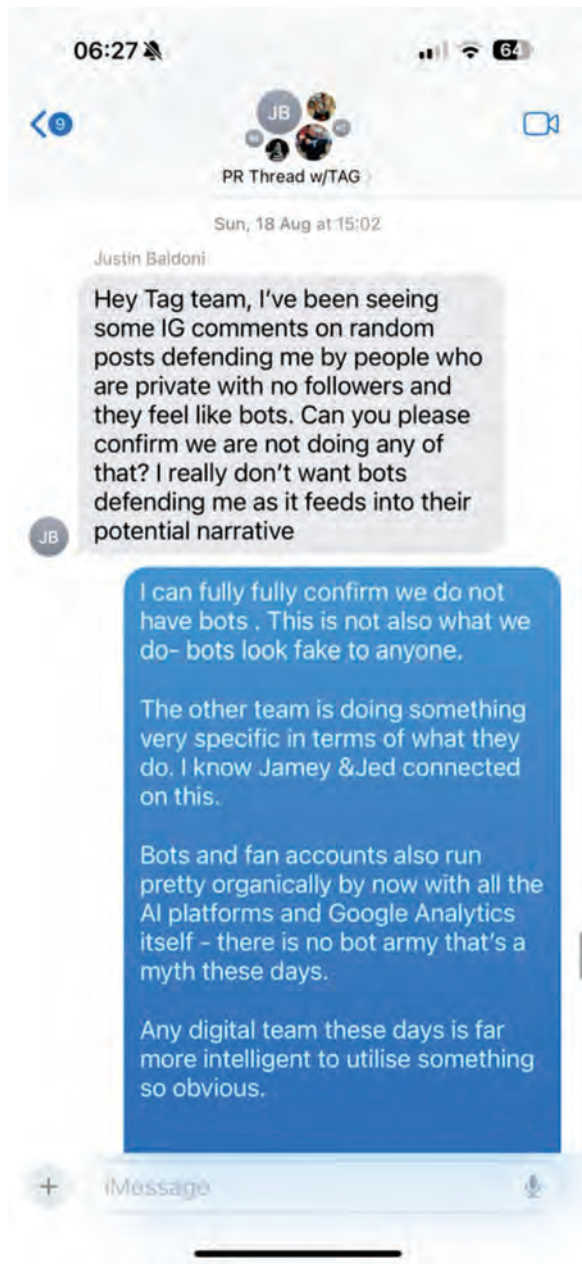 06:27
64
9
JB
PR Thread w/TAG
Sun, 18 Aug at 15:02
Justin Baldoni
Hey Tag team, I've been seeing
some IG comments on random
posts defending me by people who
are private with no followers and
they feel like bots. Can you please
confirm we are not doing any of
that? I really don't want bots
defending me as it feeds into their
potential narrative
JB
I can fully fully confirm we do not
have bots . This is not also what we
do- bots look fake to anyone.
The other team is doing something
very specific in terms of what they
do. I know Jamey &Jed connected
on this.
Bots and fan accounts also run
pretty organically by now with all the
AI platforms and Google Analytics
itself - there is no bot army that's a
myth these days.
Any digital team these days is far
more intelligent to utilise something
so obvious.
+ iMessage